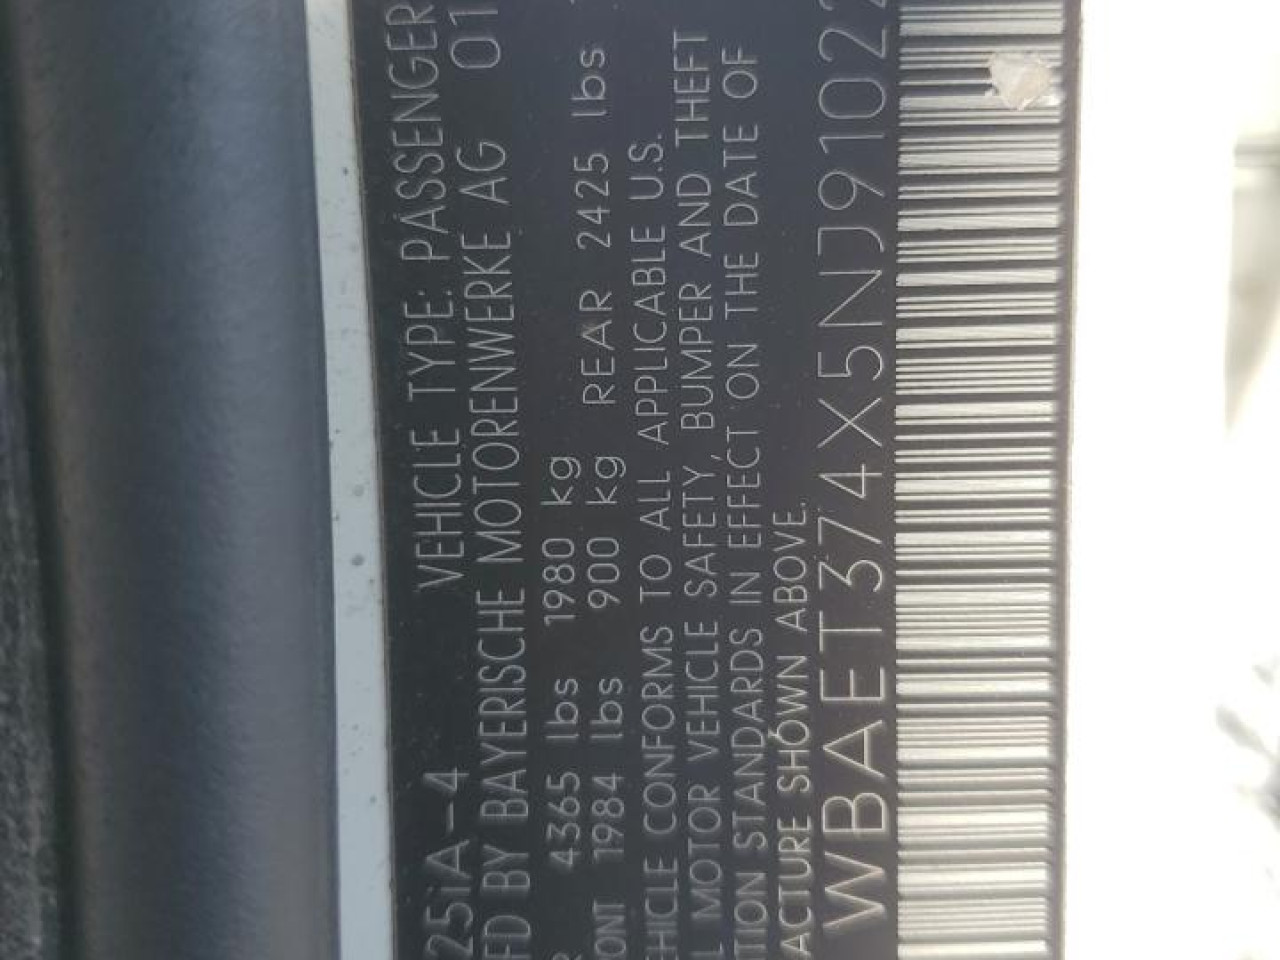 25iA-4 VEHICLE TYPE: PASSENGER
FD BY BAYERISCHE MOTORENWERKE AG 01
R 4365 lbs 1980 kg
ONT 1984 lbs 900 kg REAR 2425 lbs
EHICLE CONFORMS TO ALL APPLICABLE U.S.
L MOTOR VEHICLE SAFETY, BUMPER AND THEFT
TION STANDARDS IN EFFECT ON THE DATE OF
ACTURE SHOWN ABOVE.
WBAET374X5NJ91022